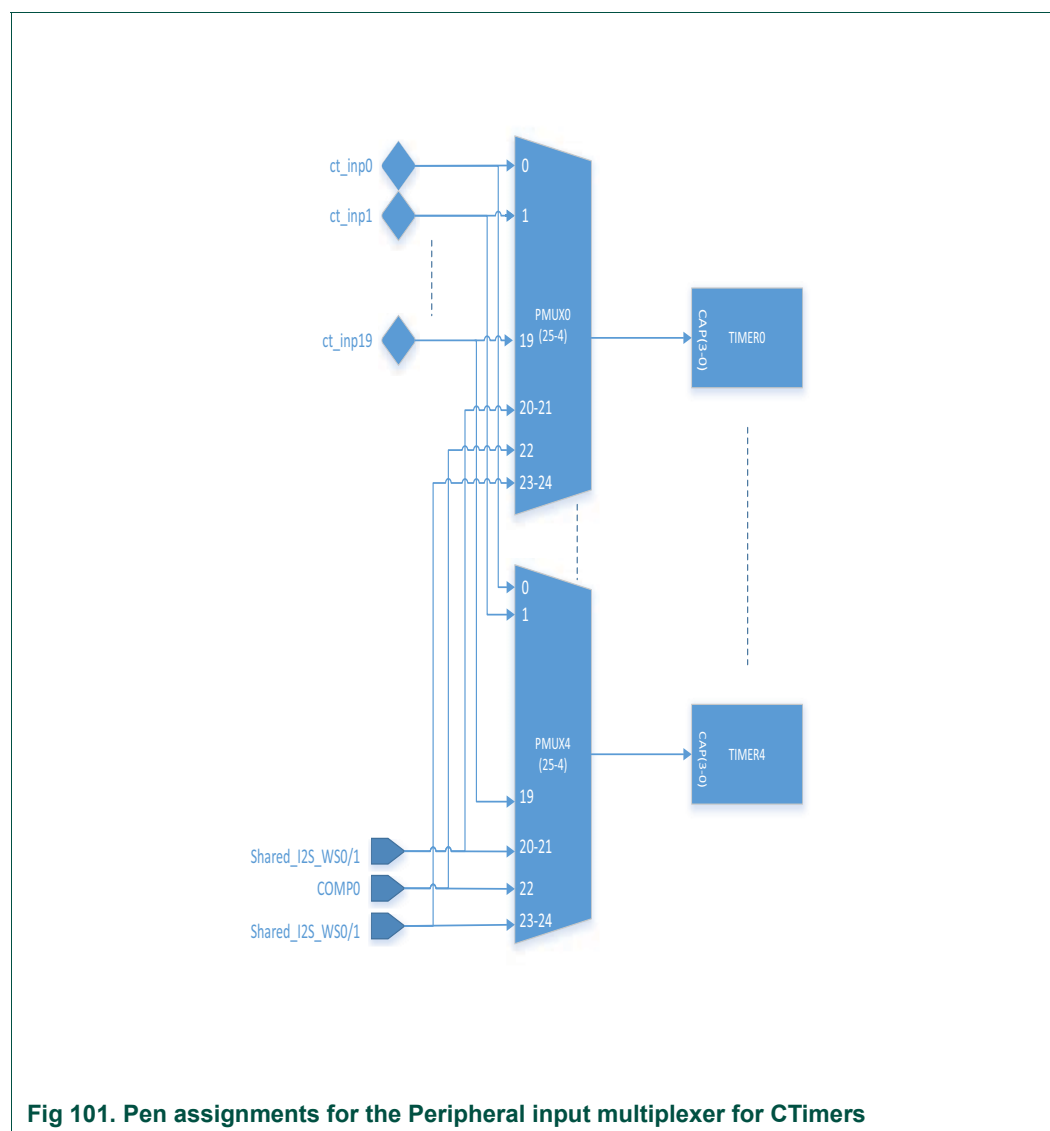 ct_inp0
0
ct_inp1
1
PMUX0
(25-4)
ct_inp19
19
CAP(3-0)
TIMER0
20-21
22
23-24
0
1
PMUX4
(25-4)
CAP(3-0)
TIMER4
19
Shared_I2S_WS0/1
20-21
COMP0
22
Shared_I2S_WS0/1
23-24
Fig 101. Pen assignments for the Peripheral input multiplexer for CTimers